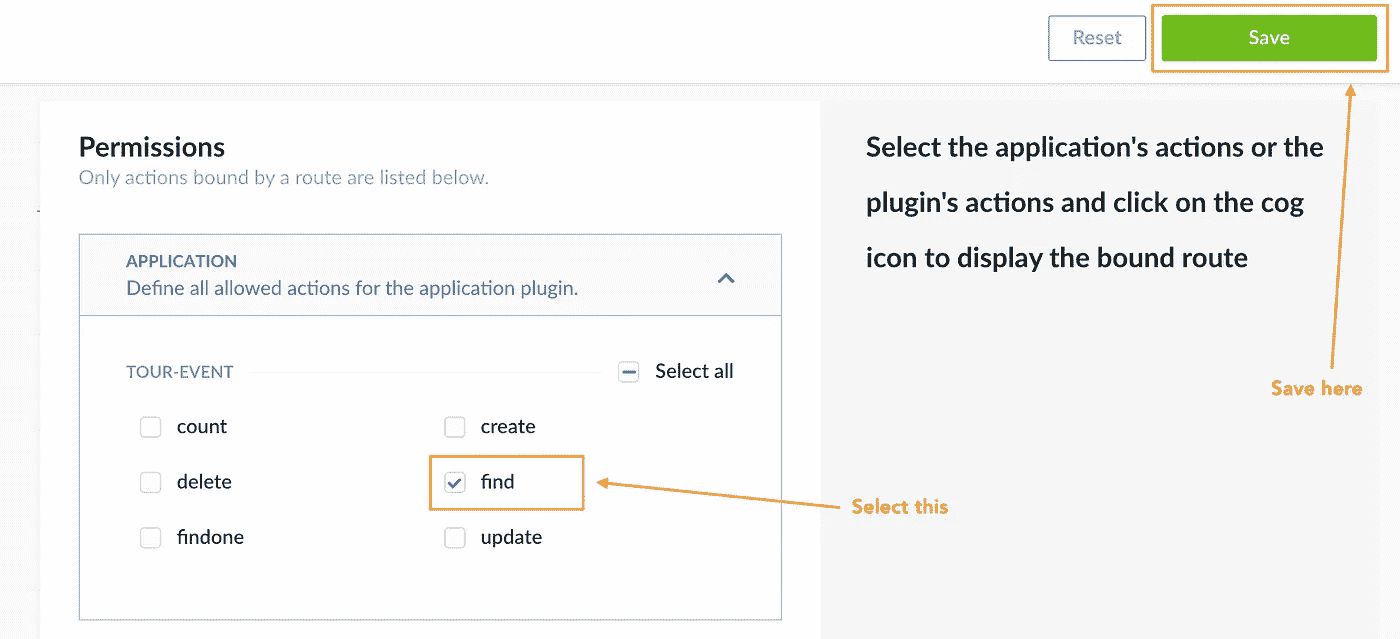 Reset
Save
Permissions
Only actions bound by a route are listed below.
APPLICATION
Define all allowed actions for the application plugin.
TOUR-EVENT
Select all
count
create
delete
find
findone
update
Select the application's actions or the
plugin's actions and click on the cog
icon to display the bound route
Save here
Select this